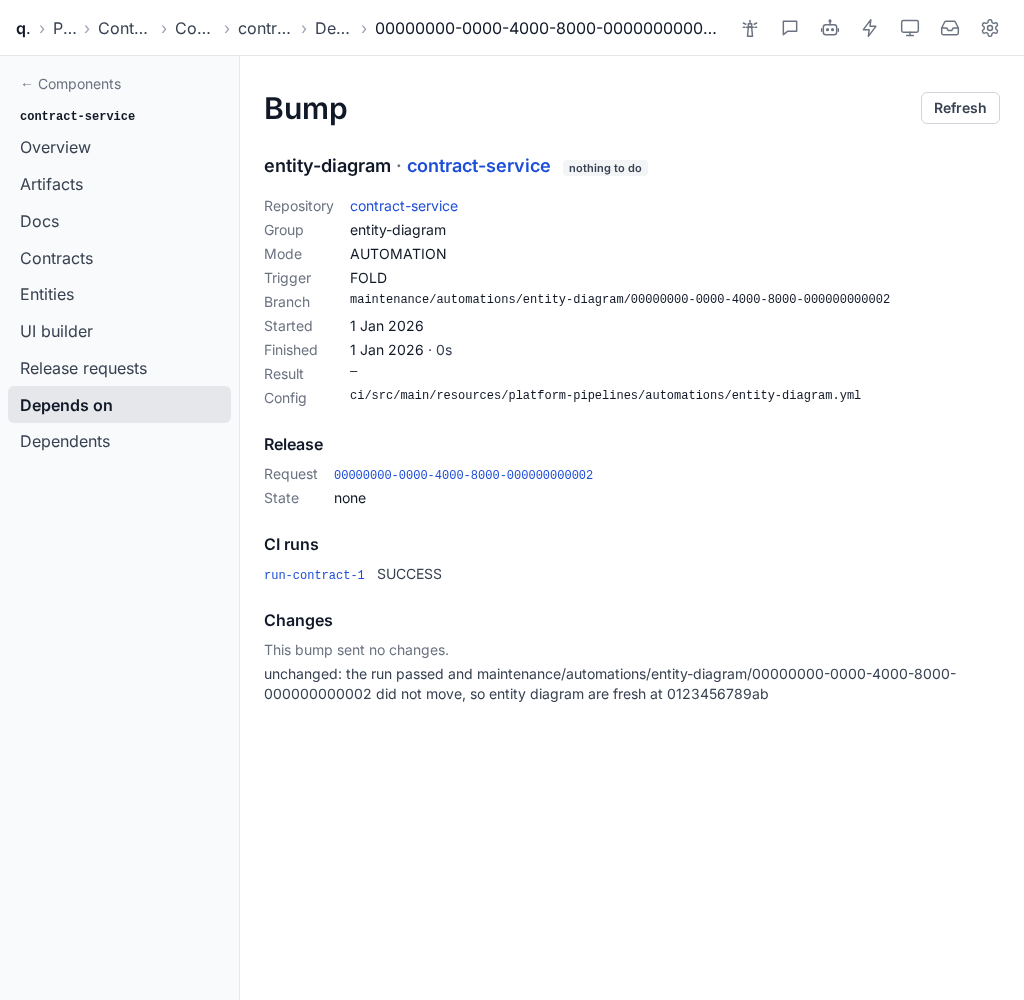 q. › P... › Cont... › Co... › contr... › De... › 00000000-0000-4000-8000-0000000000...
← Components
contract-service
Overview
Artifacts
Docs
Contracts
Entities
UI builder
Release requests
Depends on
Dependents
Bump
Refresh
entity-diagram · contract-service nothing to do
Repository contract-service
Group entity-diagram
Mode AUTOMATION
Trigger FOLD
Branch maintenance/automations/entity-diagram/00000000-0000-4000-8000-000000000002
Started 1 Jan 2026
Finished 1 Jan 2026 · 0s
Result –
Config ci/src/main/resources/platform-pipelines/automations/entity-diagram.yml
Release
Request 00000000-0000-4000-8000-000000000002
State none
CI runs
run-contract-1 SUCCESS
Changes
This bump sent no changes.
unchanged: the run passed and maintenance/automations/entity-diagram/00000000-0000-4000-8000-
000000000002 did not move, so entity diagram are fresh at 0123456789ab